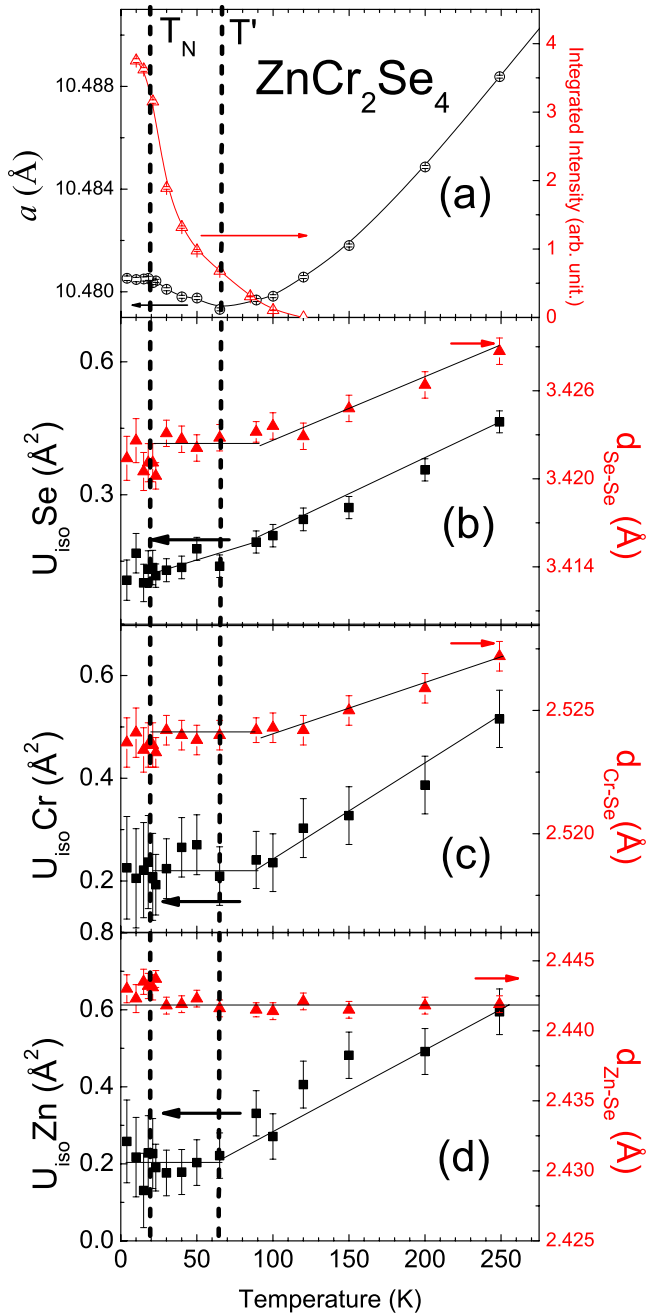 T_N T'
ZnCr2Se4
10.488
10.484
10.480
a (Å)
4
3
2
1
0
Integrated Intensity (arb. unit.)
(a)
0.6
0.3
U_iso Se (Å²)
3.426
3.420
3.414
d_Se-Se (Å)
(b)
0.6
0.4
0.2
U_iso Cr (Å²)
2.525
2.520
d_Cr-Se (Å)
(c)
0.8
0.6
0.4
0.2
0.0
U_iso Zn (Å²)
2.445
2.440
2.435
2.430
2.425
d_Zn-Se (Å)
(d)
0 50 100 150 200 250
Temperature (K)